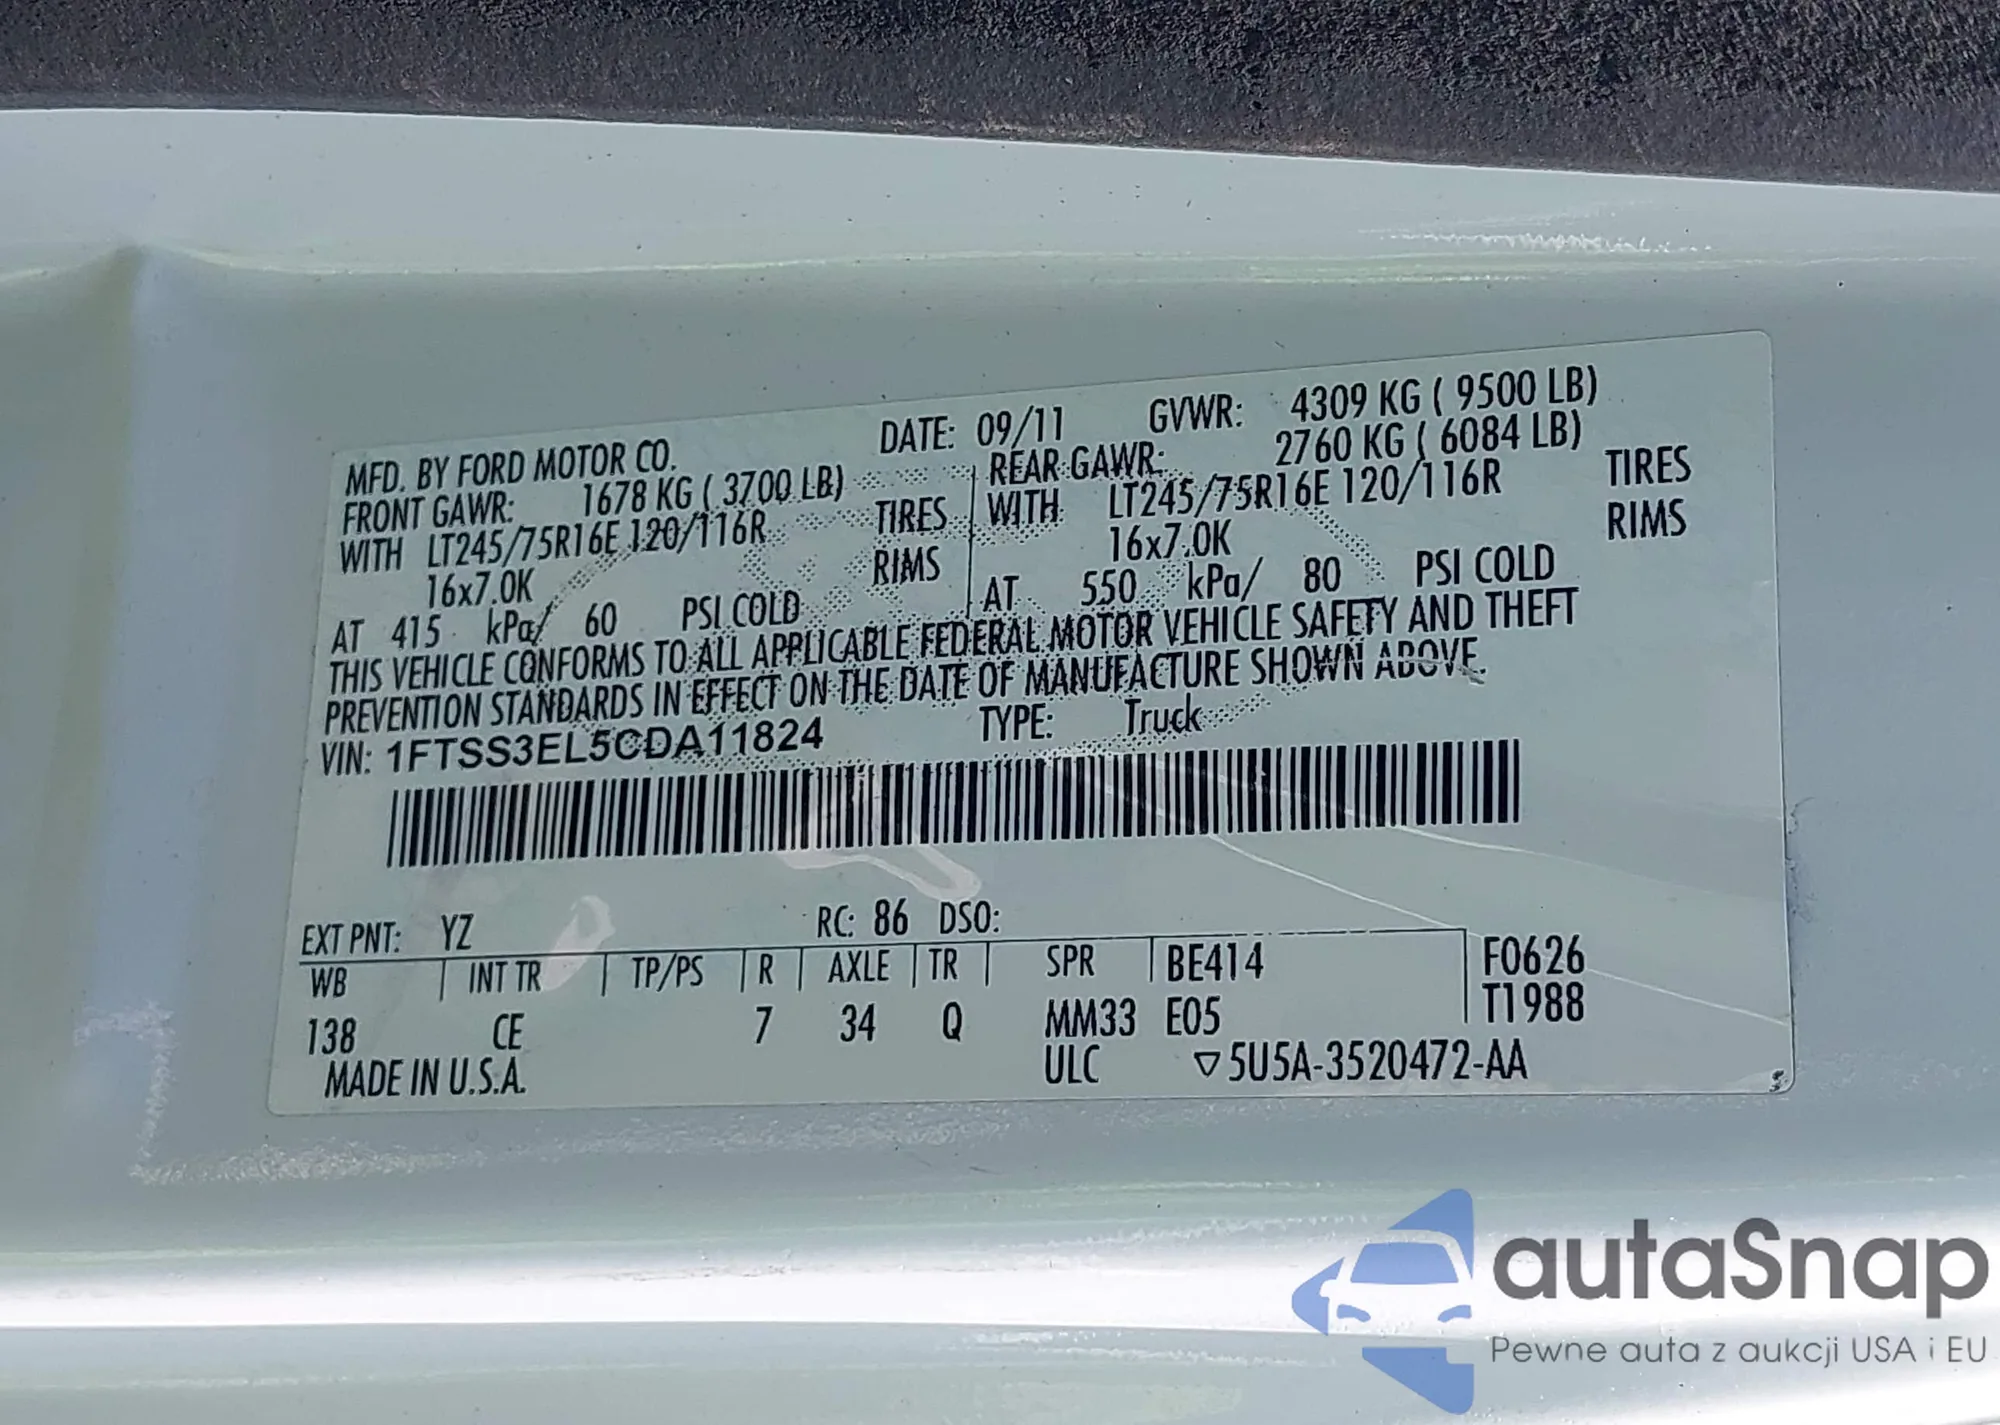 MFD. BY FORD MOTOR CO. DATE: 09/11 GVWR: 4309 KG ( 9500 LB)
FRONT GAWR: 1678 KG ( 3700 LB) REAR GAWR: 2760 KG ( 6084 LB)
WITH LT245/75R16E 120/116R TIRES WITH LT245/75R16E 120/116R TIRES
16x7.0K RIMS 16x7.0K RIMS
AT 415 kPa/ 60 PSI COLD AT 550 kPa/ 80 PSI COLD
THIS VEHICLE CONFORMS TO ALL APPLICABLE FEDERAL MOTOR VEHICLE SAFETY AND THEFT
PREVENTION STANDARDS IN EFFECT ON THE DATE OF MANUFACTURE SHOWN ABOVE.
VIN: 1FTSS3EL5CDA11824 TYPE: Truck
EXT PNT: YZ RC: 86 DSO:
WB INT TR TP/PS R AXLE TR SPR BE414 F0626
138 CE 7 34 Q MM33 E05 T1988
MADE IN U.S.A. ULC ▽5U5A-3520472-AA
autaSnap
Pewne auta z aukcji USA i EU